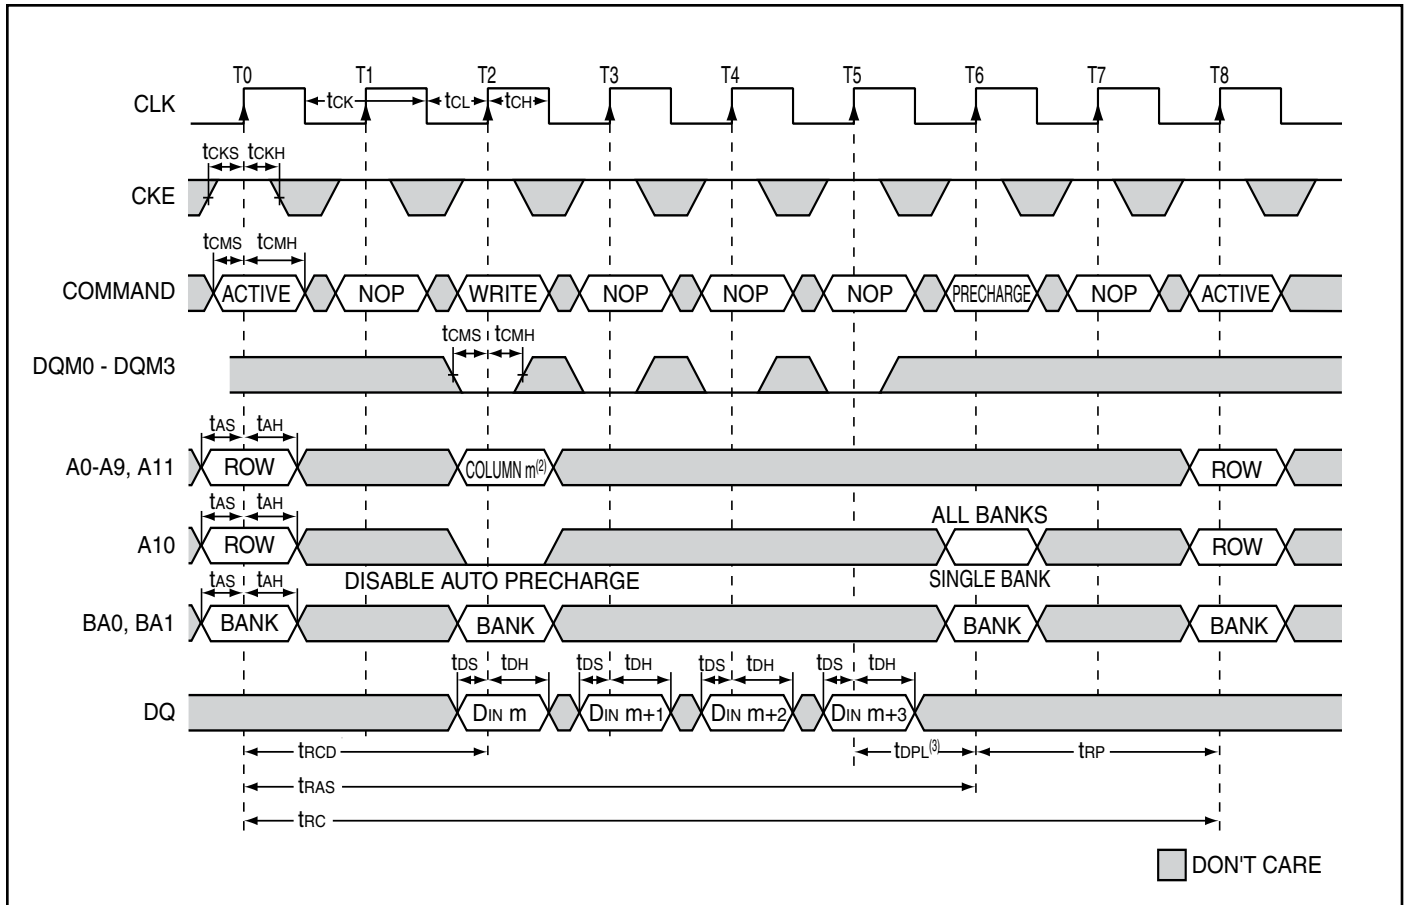 T0 T1 T2 T3 T4 T5 T6 T7 T8
CLK tCK tCL tCH
tCKS tCKH
CKE
tCMS tCMH
COMMAND ACTIVE NOP WRITE NOP NOP NOP PRECHARGE NOP ACTIVE
tCMS tCMH
DQM0 - DQM3
tAS tAH
A0-A9, A11 ROW COLUMN m(2) ROW
tAS tAH ALL BANKS
A10 ROW ROW
tAS tAH DISABLE AUTO PRECHARGE SINGLE BANK
BA0, BA1 BANK BANK BANK BANK
tDS tDH tDS tDH tDS tDH tDS tDH
DQ DIN m DIN m+1 DIN m+2 DIN m+3
tRCD tDPL(3) tRP
tRAS
tRC
DON'T CARE